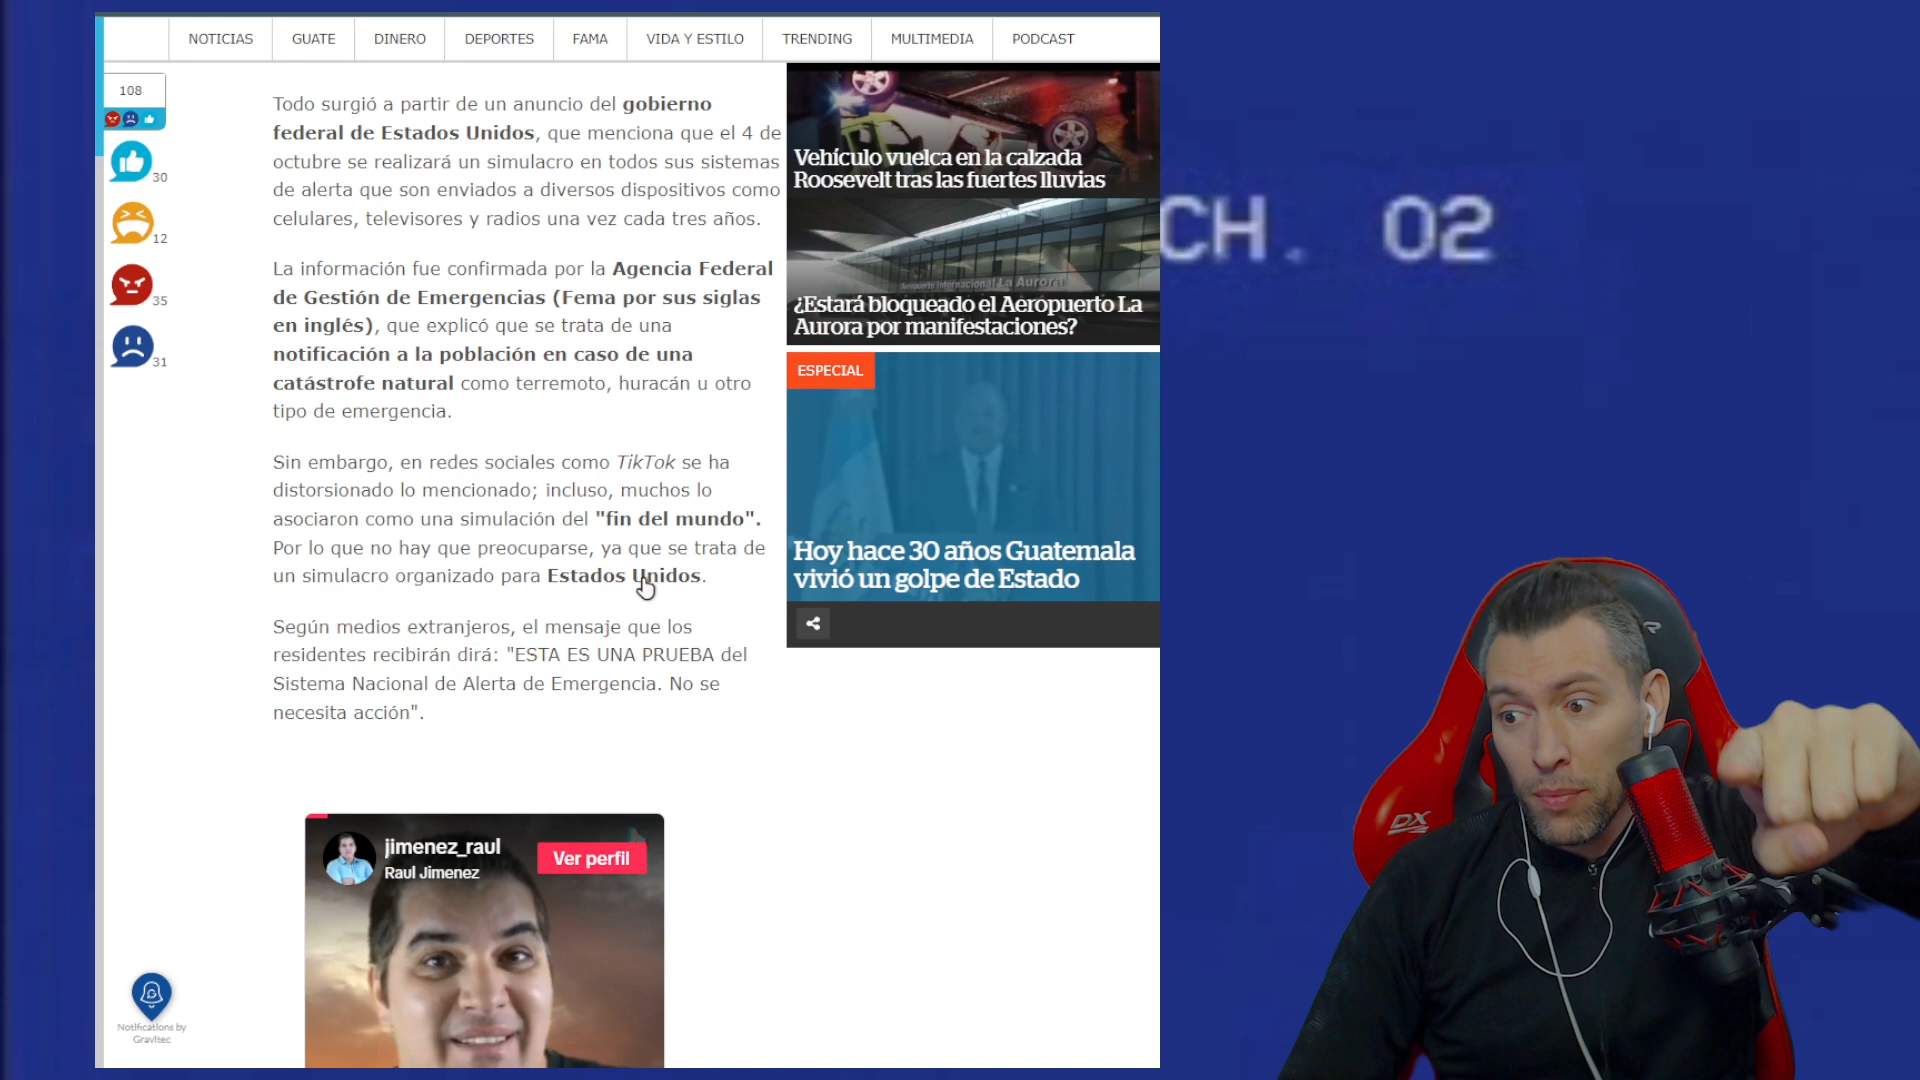 NOTICIAS GUATE DINERO DEPORTES FAMA VIDA Y ESTILO TRENDING MULTIMEDIA PODCAST
108
30
12
35
31
Todo surgió a partir de un anuncio del gobierno
federal de Estados Unidos, que menciona que el 4 de
octubre se realizará un simulacro en todos sus sistemas
de alerta que son enviados a diversos dispositivos como
celulares, televisores y radios una vez cada tres años.
La información fue confirmada por la Agencia Federal
de Gestión de Emergencias (Fema por sus siglas
en inglés), que explicó que se trata de una
notificación a la población en caso de una
catástrofe natural como terremoto, huracán u otro
tipo de emergencia.
Sin embargo, en redes sociales como TikTok se ha
distorsionado lo mencionado; incluso, muchos lo
asociaron como una simulación del "fin del mundo".
Por lo que no hay que preocuparse, ya que se trata de
un simulacro organizado para Estados Unidos.
Según medios extranjeros, el mensaje que los
residentes recibirán dirá: "ESTA ES UNA PRUEBA del
Sistema Nacional de Alerta de Emergencia. No se
necesita acción".
jimenez_raul
Raul Jimenez
Ver perfil
Notifications by
Gravitec
Vehículo vuelca en la calzada
Roosevelt tras las fuertes lluvias
Aeropuerto Internacional La Aurora
¿Estará bloqueado el Aeropuerto La
Aurora por manifestaciones?
ESPECIAL
Hoy hace 30 años Guatemala
vivió un golpe de Estado
CH. 02
R
DX